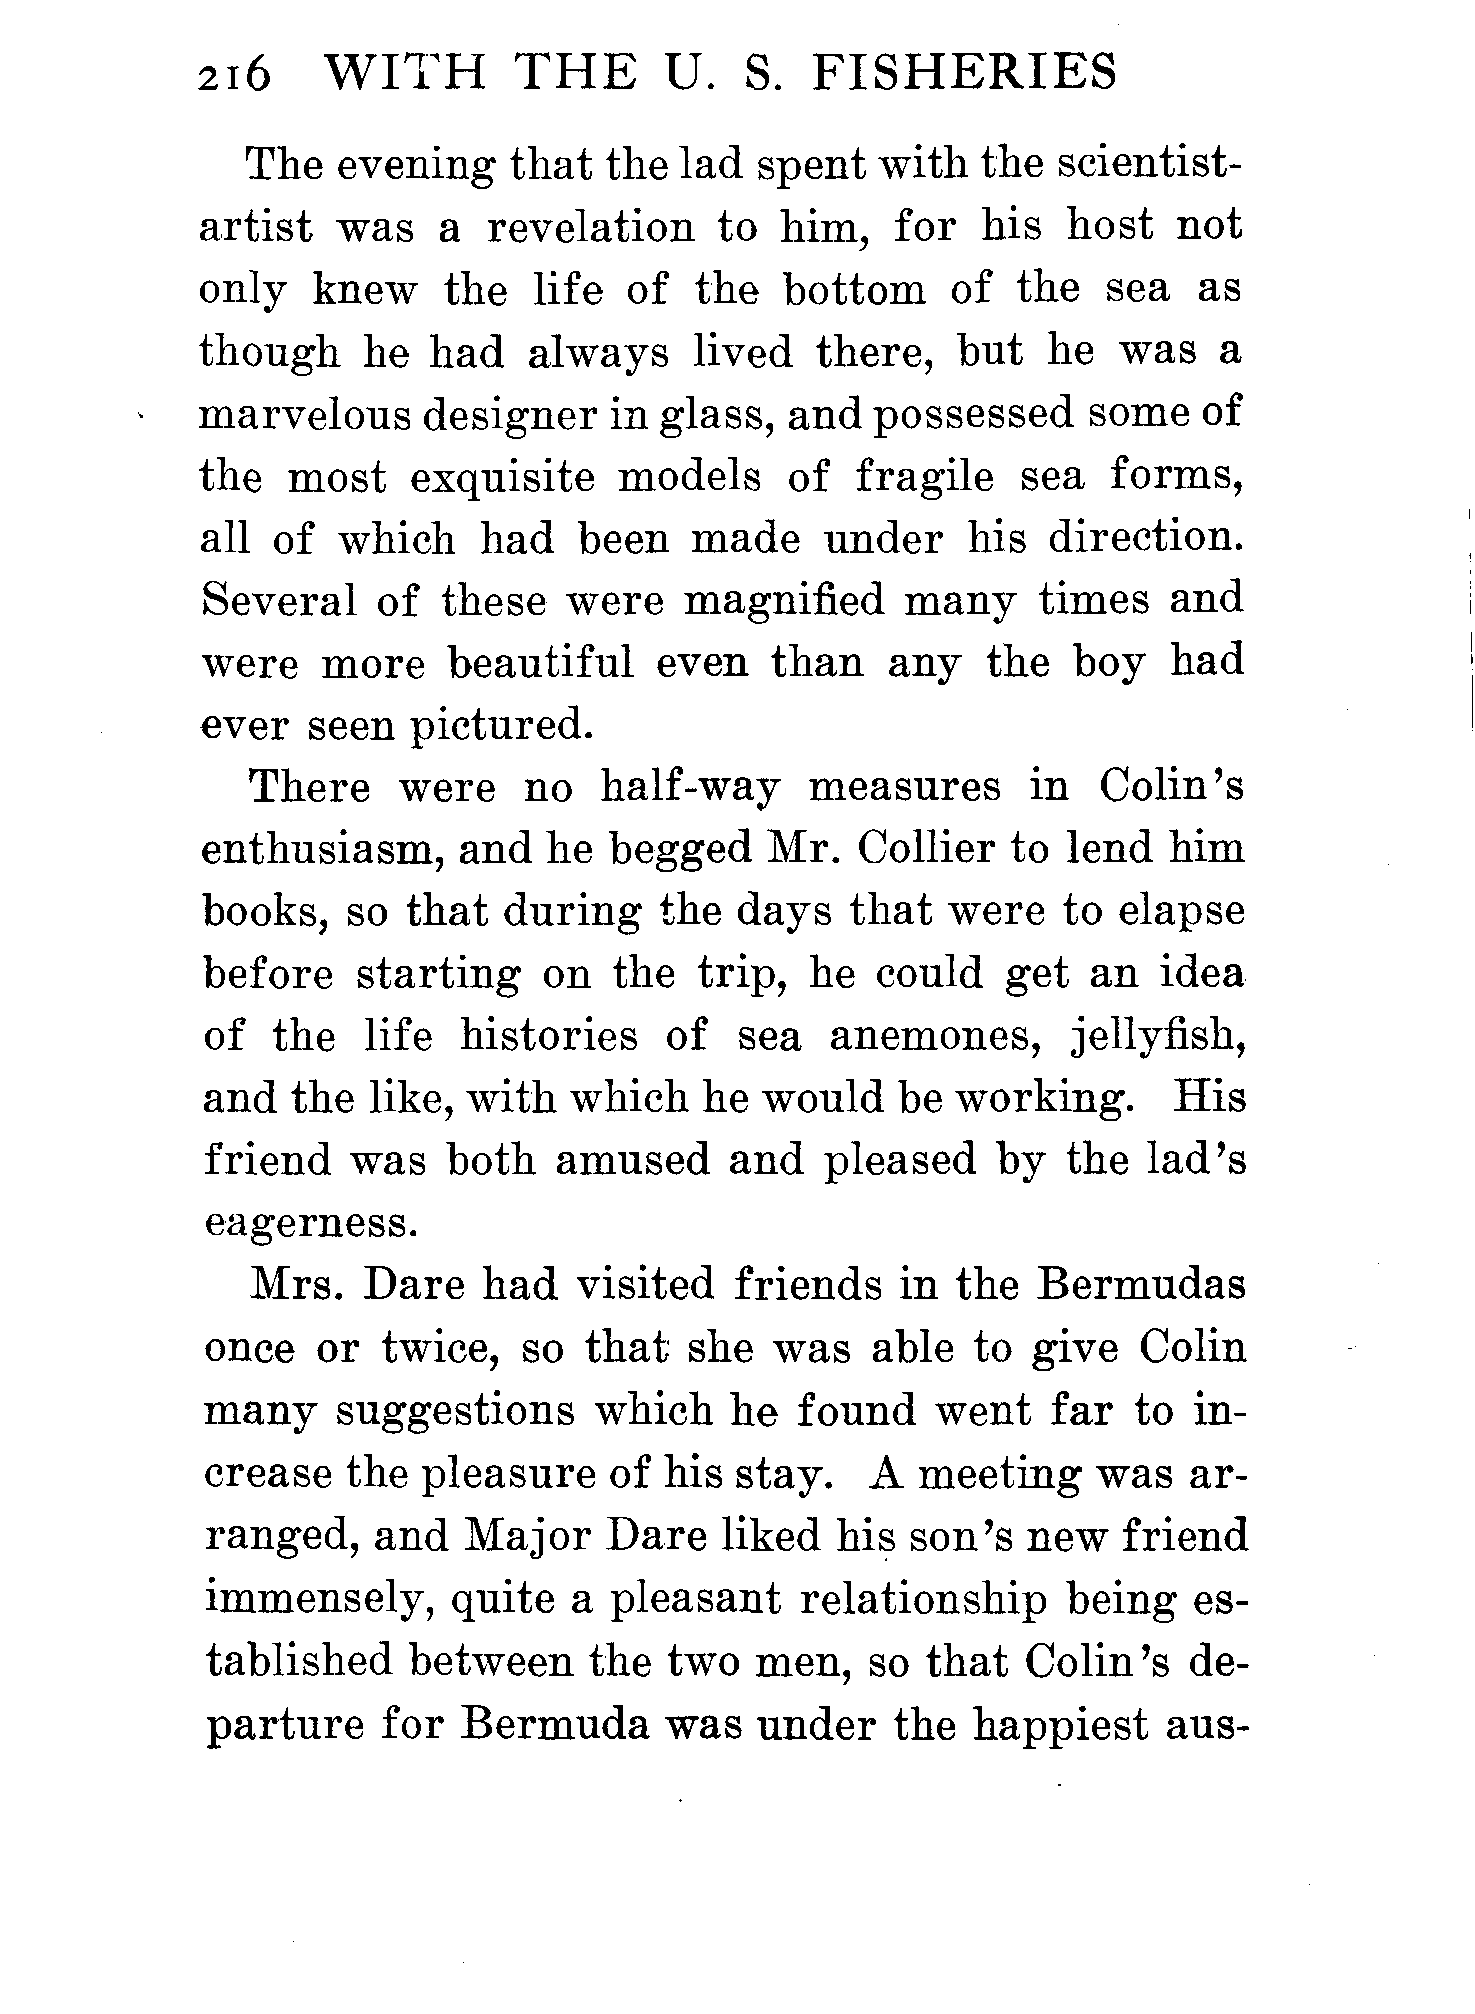 216 WITH THE U. S. FISHERIES
The evening that the lad spent with the scientist-
artist was a revelation to him, for his host not
only knew the life of the bottom of the sea as
though he had always lived there, but he was a
marvelous designer in glass, and possessed some of
the most exquisite models of fragile sea forms,
all of which had been made under his direction.
Several of these were magnified many times and
were more beautiful even than any the boy had
ever seen pictured.
There were no half-way measures in Colin's
enthusiasm, and he begged Mr. Collier to lend him
books, so that during the days that were to elapse
before starting on the trip, he could get an idea
of the life histories of sea anemones, jellyfish,
and the like, with which he would be working. His
friend was both amused and pleased by the lad's
eagerness.
Mrs. Dare had visited friends in the Bermudas
once or twice, so that she was able to give Colin
many suggestions which he found went far to in-
crease the pleasure of his stay. A meeting was ar-
ranged, and Major Dare liked his son's new friend
immensely, quite a pleasant relationship being es-
tablished between the two men, so that Colin's de-
parture for Bermuda was under the happiest aus-